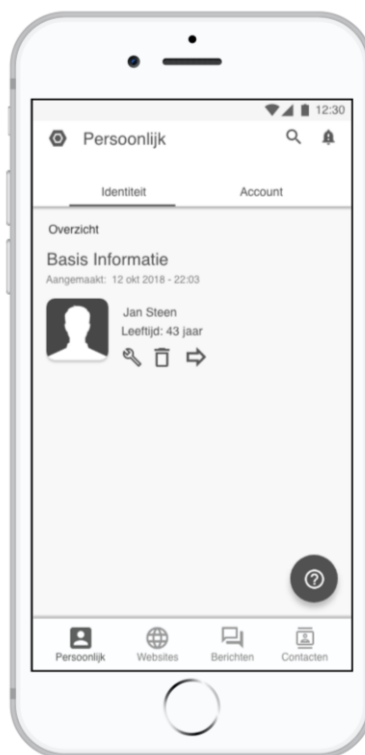 12:30
Persoonlijk
Identiteit Account
Overzicht
Basis Informatie
Aangemaakt: 12 okt 2018 - 22:03
Jan Steen
Leeftijd: 43 jaar
?
Persoonlijk Websites Berichten Contacten